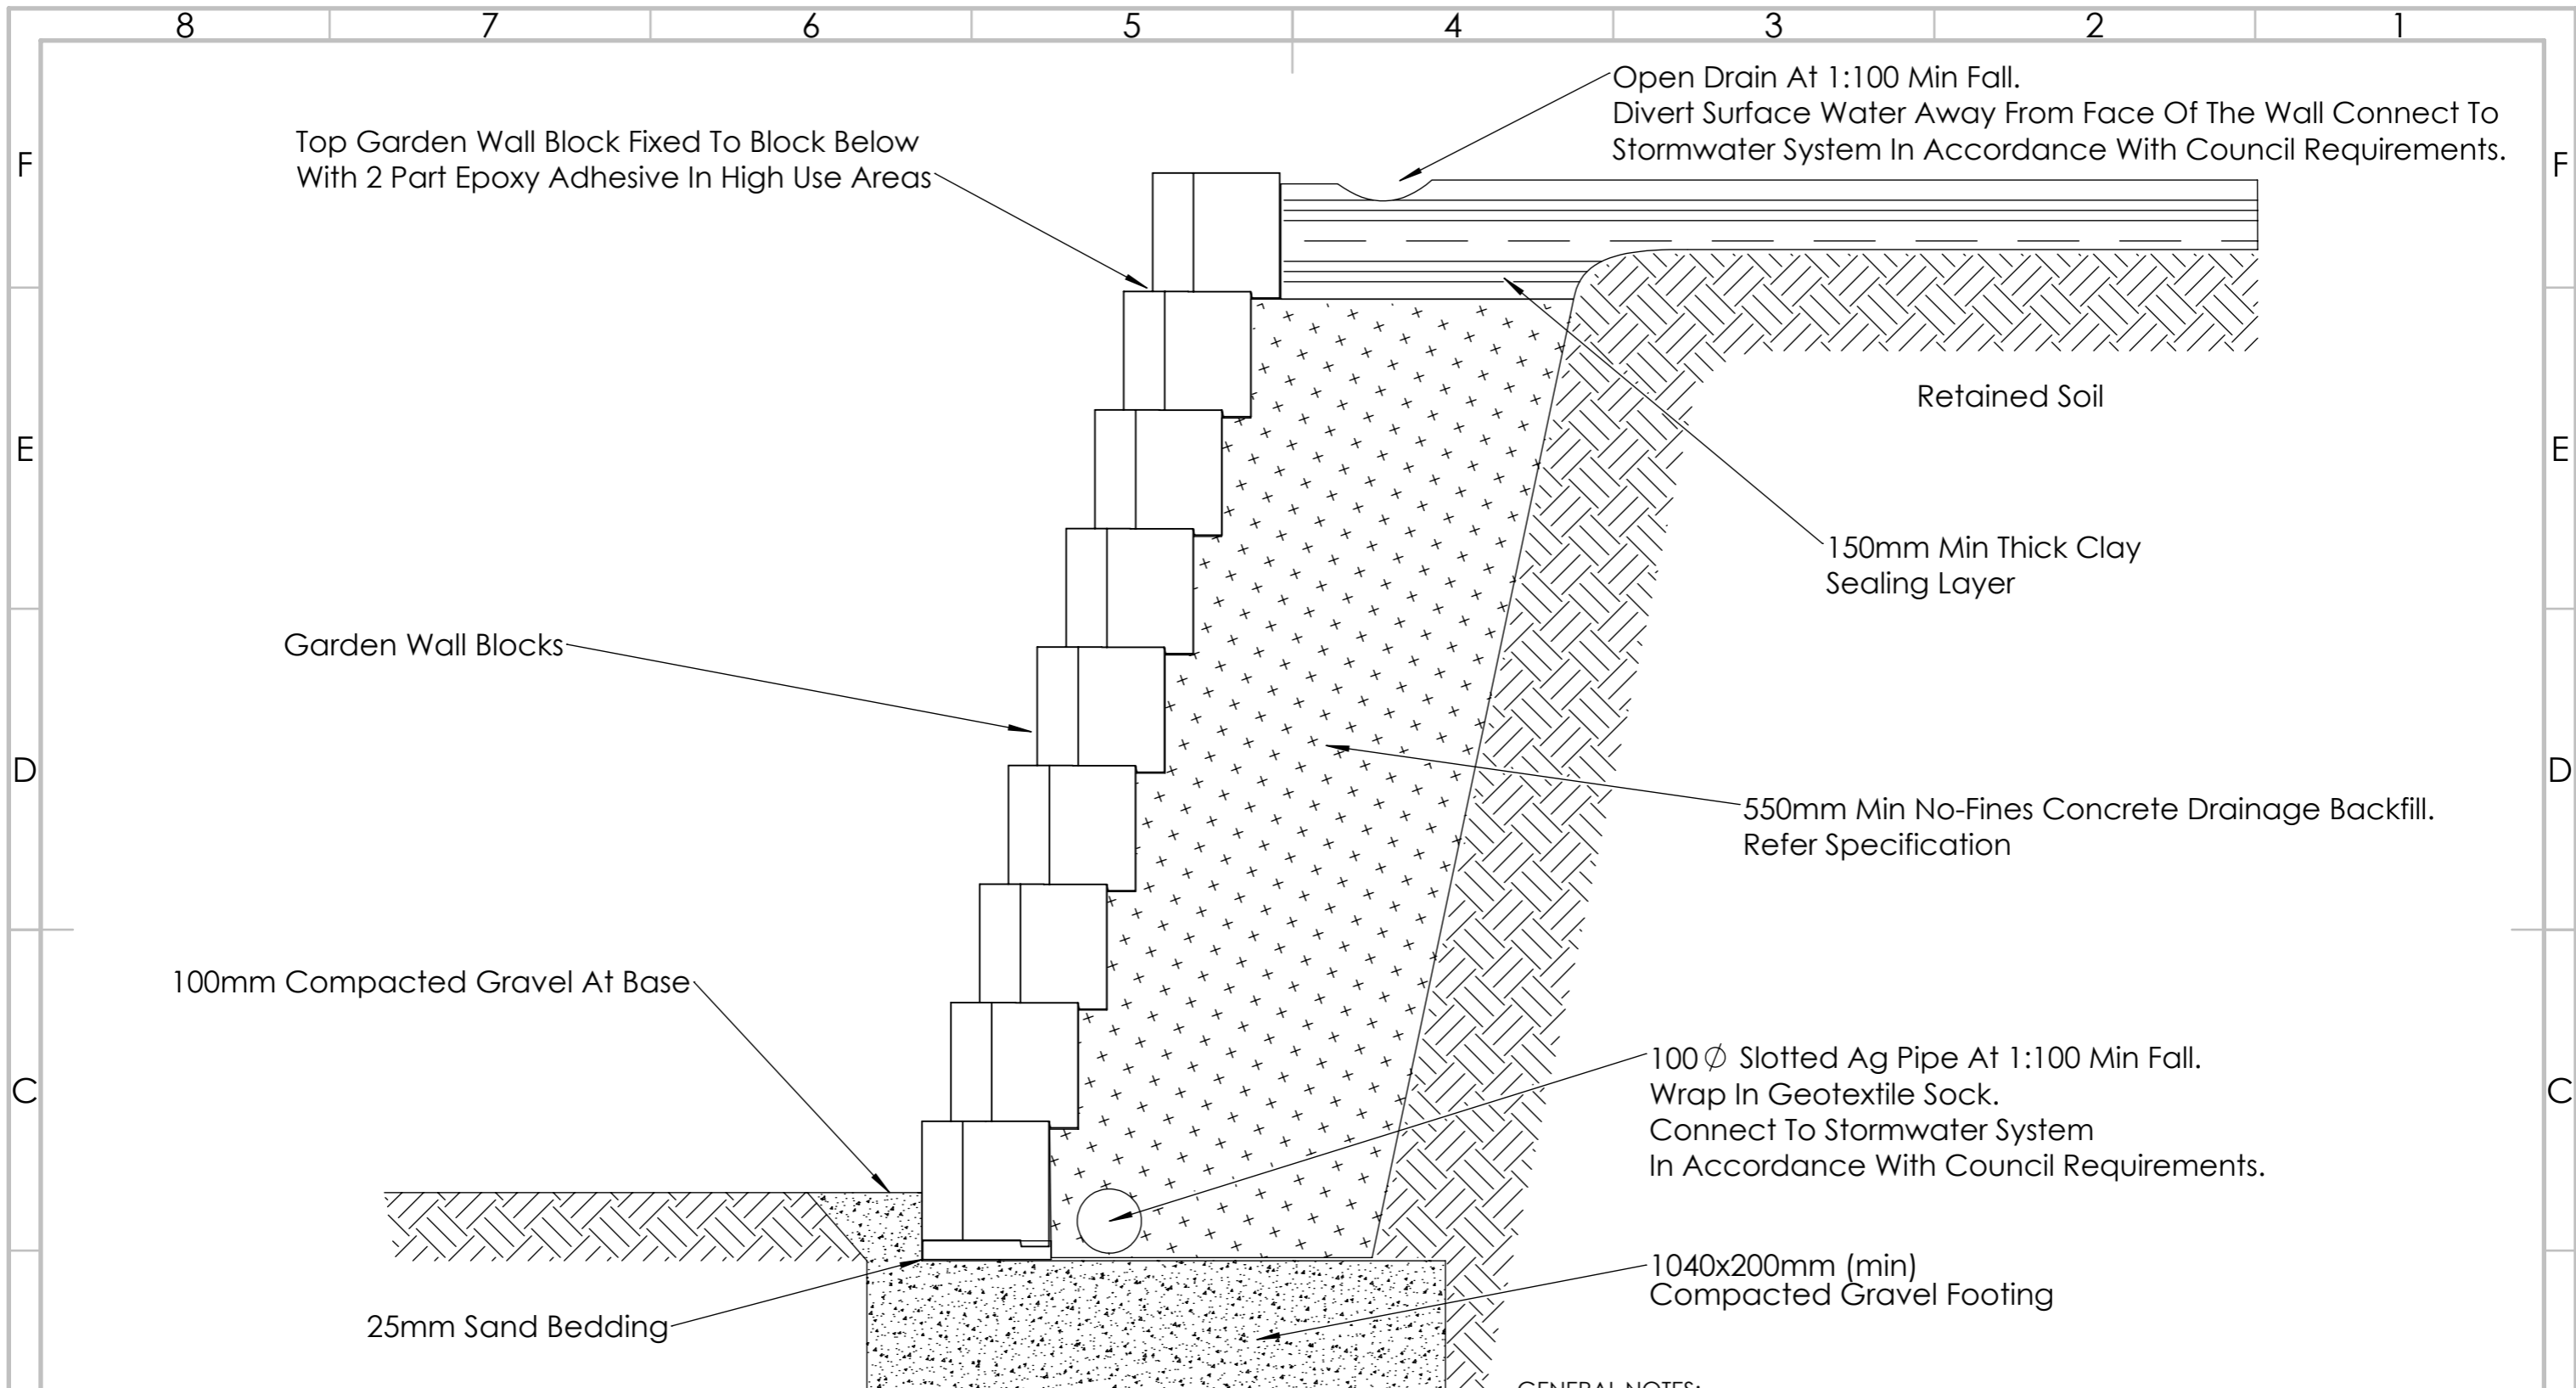 8 7 6 5 4 3 2 1
Open Drain At 1:100 Min Fall.
Divert Surface Water Away From Face Of The Wall Connect To
Stormwater System In Accordance With Council Requirements.
Top Garden Wall Block Fixed To Block Below
With 2 Part Epoxy Adhesive In High Use Areas
F F
Retained Soil
E E
150mm Min Thick Clay
Sealing Layer
Garden Wall Blocks
D D
550mm Min No-Fines Concrete Drainage Backfill.
Refer Specification
100mm Compacted Gravel At Base
100∅ Slotted Ag Pipe At 1:100 Min Fall.
Wrap In Geotextile Sock.
Connect To Stormwater System
In Accordance With Council Requirements.
C C
1040x200mm (min)
Compacted Gravel Footing
25mm Sand Bedding
GENERAL NOTES: